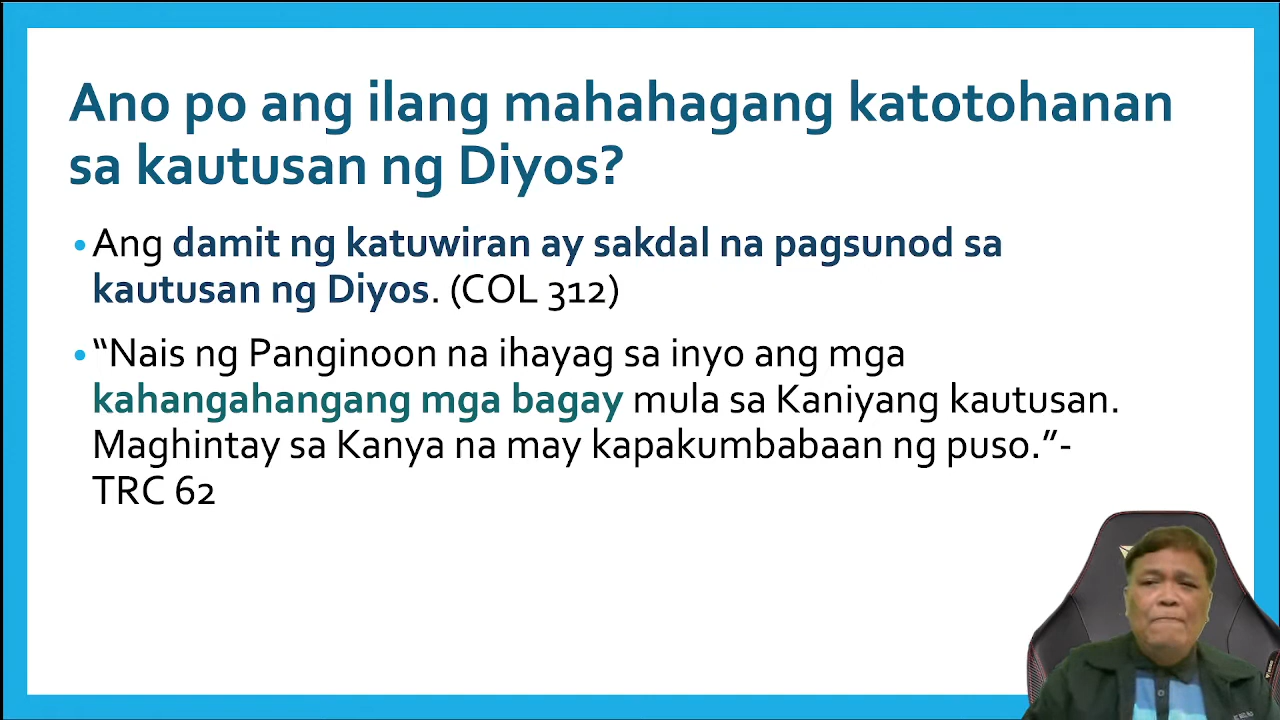 Ano po ang ilang mahahagang katotohanan
sa kautusan ng Diyos?
•Ang damit ng katuwiran ay sakdal na pagsunod sa
kautusan ng Diyos. (COL 312)
•“Nais ng Panginoon na ihayag sa inyo ang mga
kahangahangang mga bagay mula sa Kaniyang kautusan.
Maghintay sa Kanya na may kapakumbabaan ng puso.”-
TRC 62